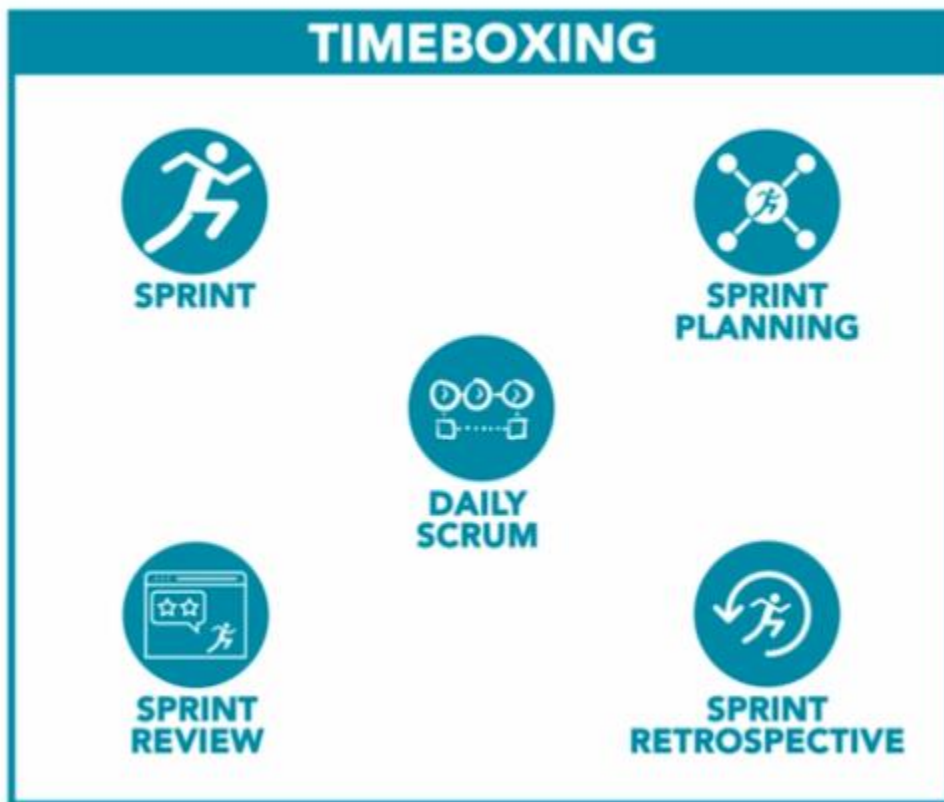 TIMEBOXING
SPRINT
SPRINT
PLANNING
DAILY
SCRUM
SPRINT
REVIEW
SPRINT
RETROSPECTIVE